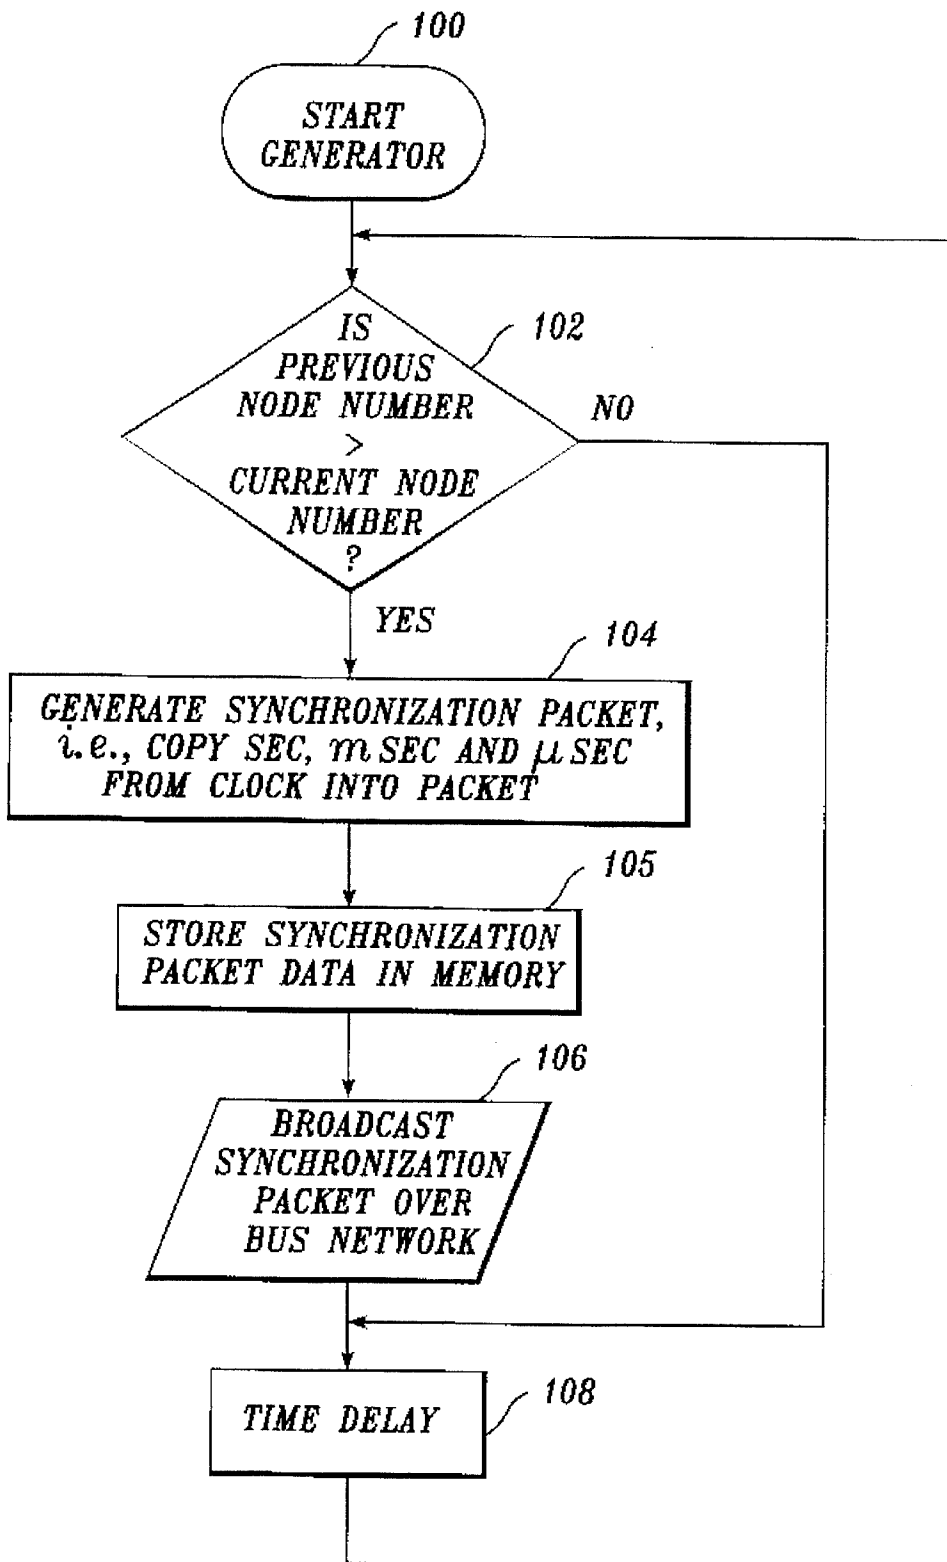 100
START
GENERATOR
102
IS
PREVIOUS
NODE NUMBER
>
CURRENT NODE
NUMBER
?
NO
YES
104
GENERATE SYNCHRONIZATION PACKET,
i.e., COPY SEC, m SEC AND μ SEC
FROM CLOCK INTO PACKET
105
STORE SYNCHRONIZATION
PACKET DATA IN MEMORY
106
BROADCAST
SYNCHRONIZATION
PACKET OVER
BUS NETWORK
108
TIME DELAY